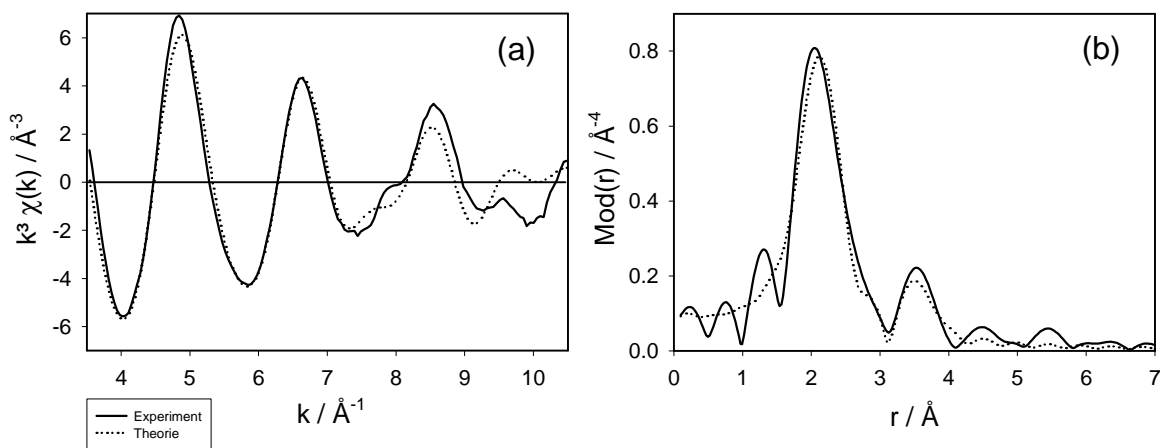 (a)
k³ χ(k) / Å⁻³
6
4
2
0
-2
-4
-6
4 5 6 7 8 9 10
k / Å⁻¹
Experiment
Theorie
(b)
Mod(r) / Å⁻⁴
0.8
0.6
0.4
0.2
0.0
0 1 2 3 4 5 6 7
r / Å